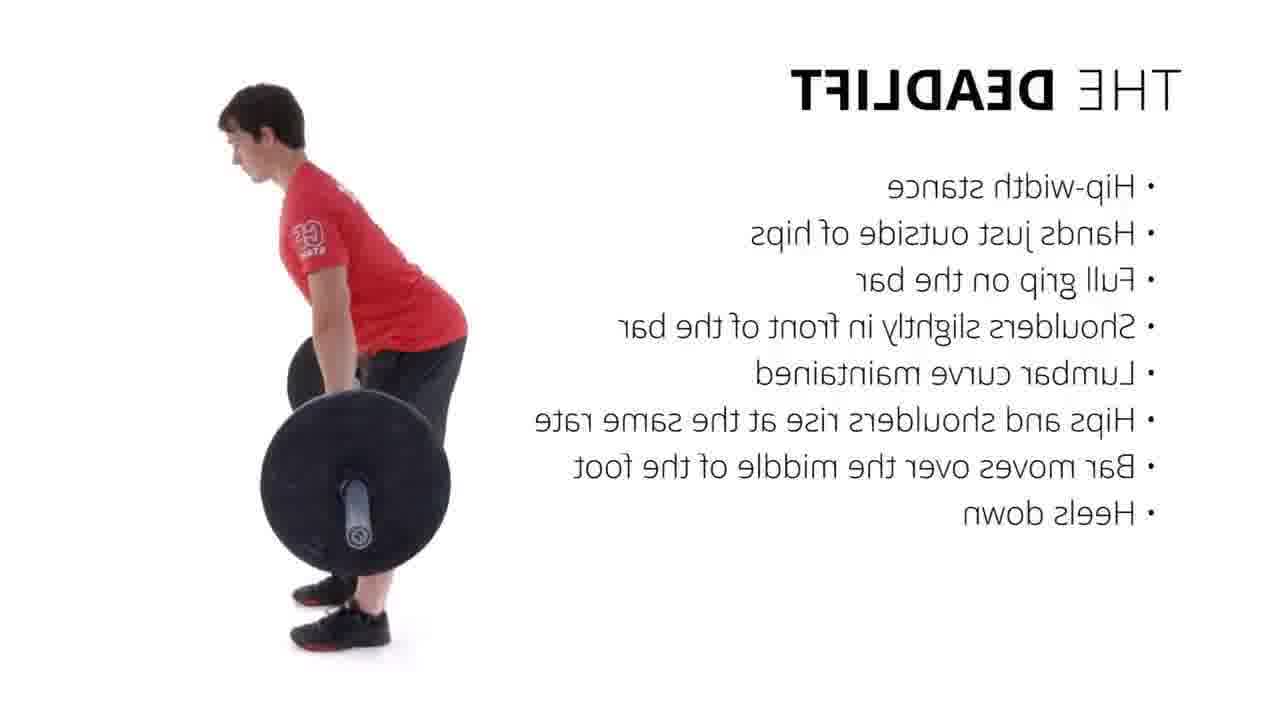 THE DEADLIFT
• Hip-width stance
• Hands just outside of hips
• Full grip on the bar
• Shoulders slightly in front of the bar
• Lumbar curve maintained
• Hips and shoulders rise at the same rate
• Bar moves over the middle of the foot
• Heels down